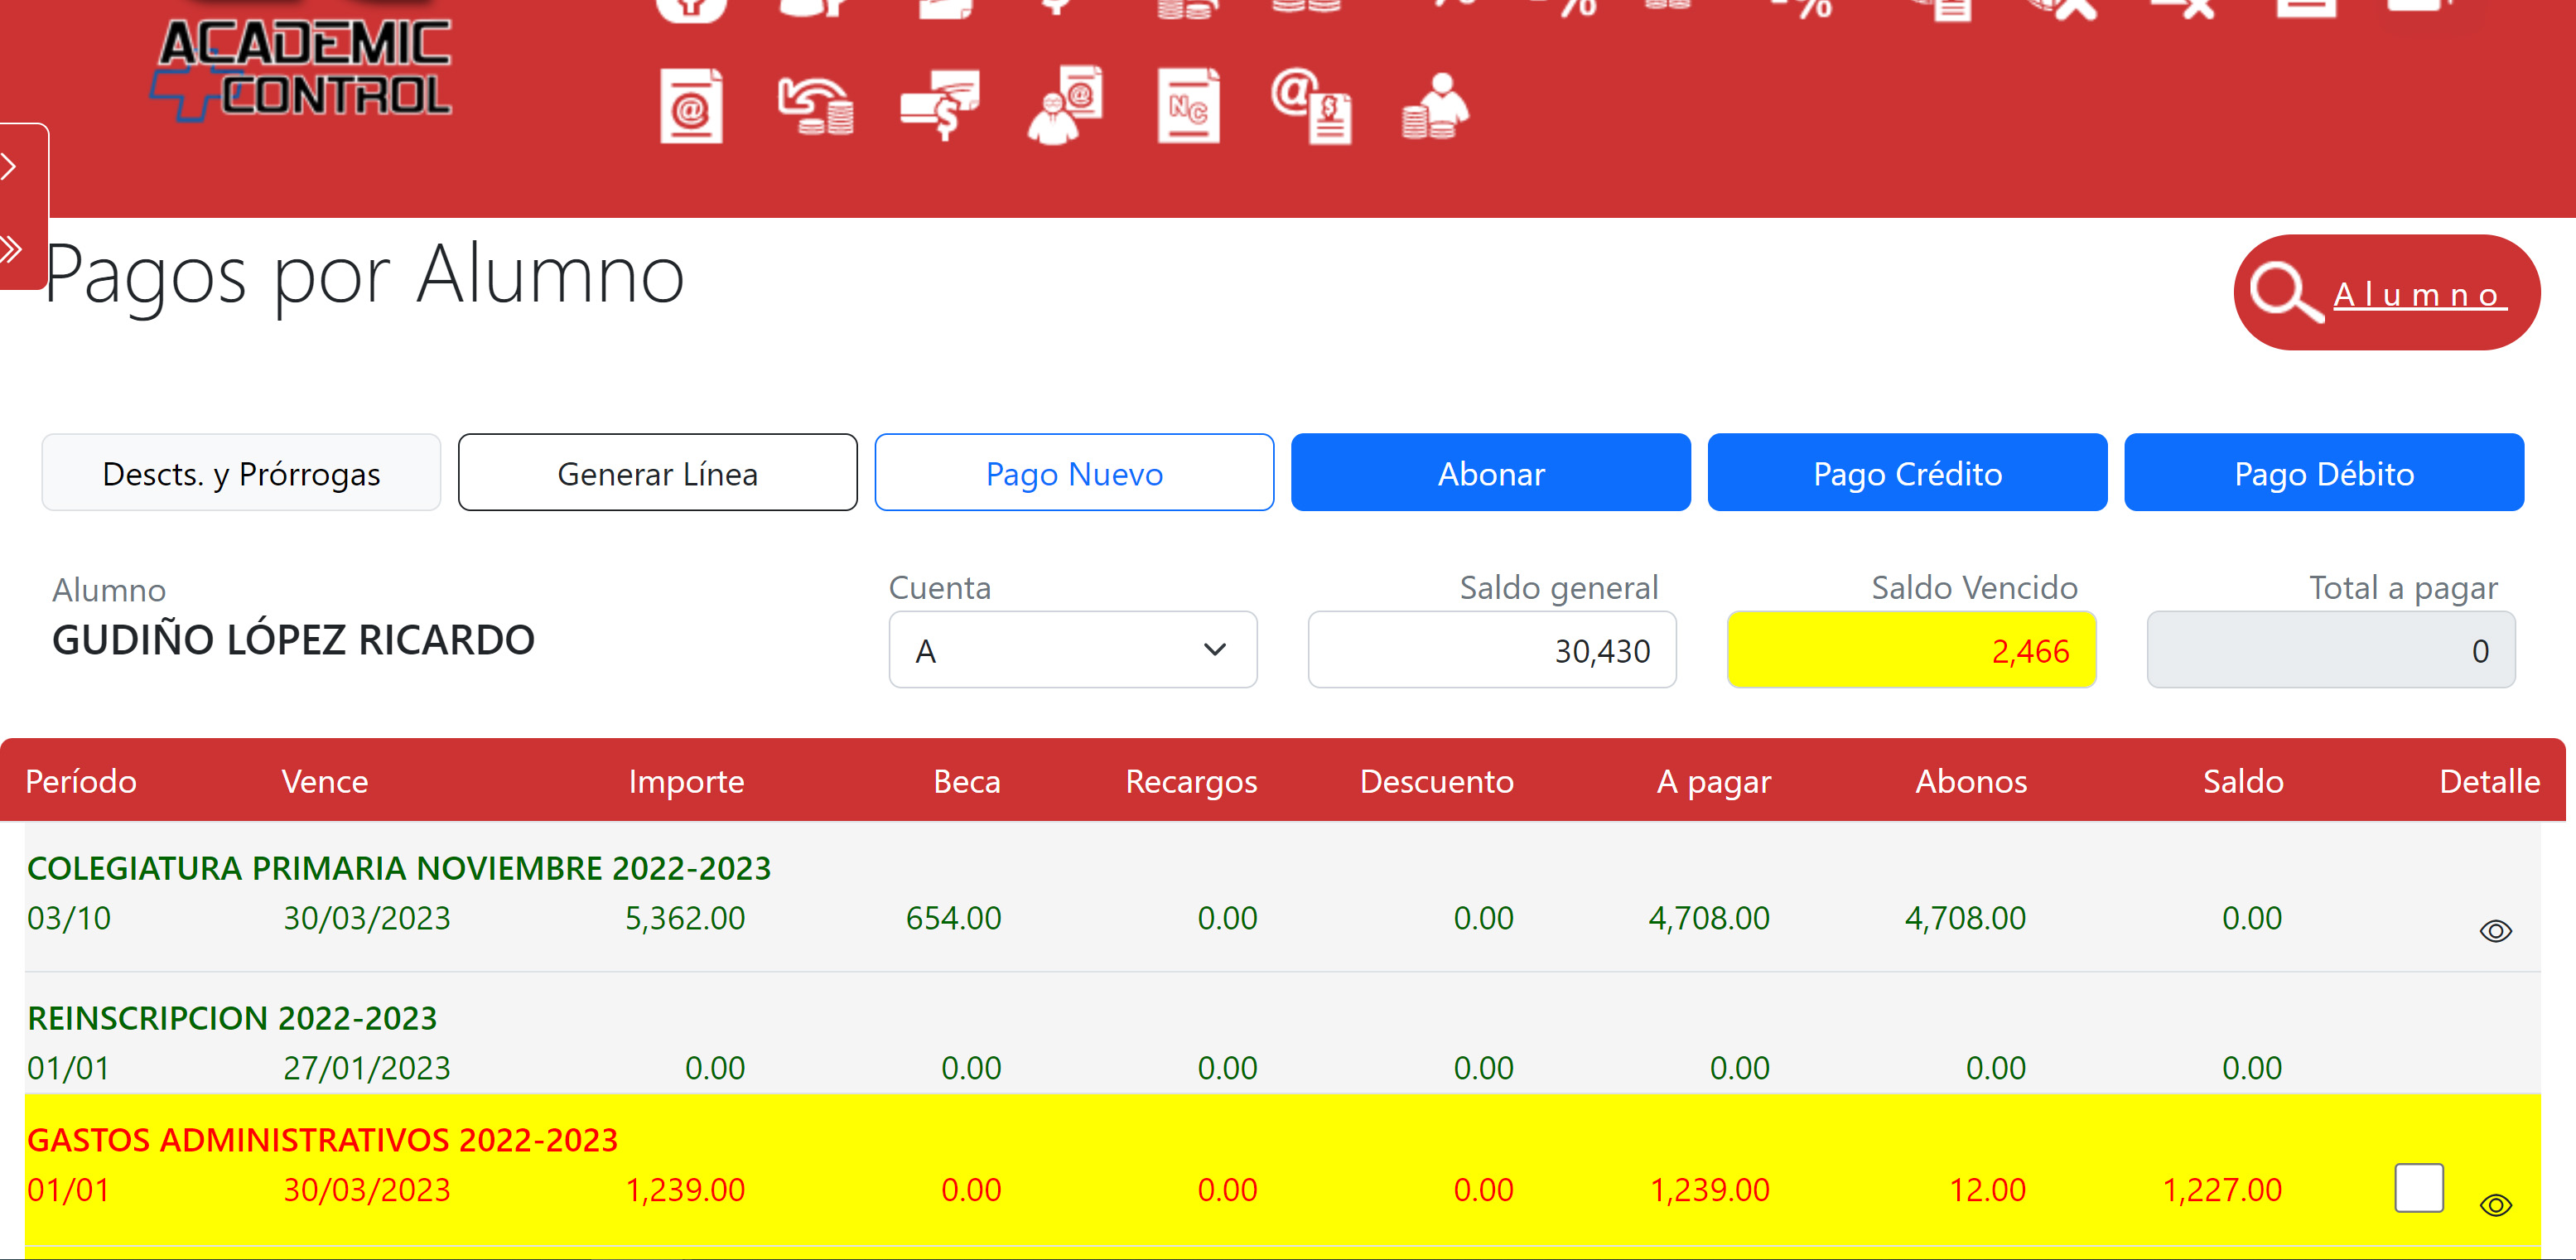 ACADEMIC
CONTROL
Pagos por Alumno
Alumno
Descts. y Prórrogas
Generar Línea
Pago Nuevo
Abonar
Pago Crédito
Pago Débito
Alumno
GUDIÑO LÓPEZ RICARDO
Cuenta
A
Saldo general
30,430
Saldo Vencido
2,466
Total a pagar
0
Período Vence Importe Beca Recargos Descuento A pagar Abonos Saldo Detalle
COLEGIATURA PRIMARIA NOVIEMBRE 2022-2023
03/10 30/03/2023 5,362.00 654.00 0.00 0.00 4,708.00 4,708.00 0.00
REINSCRIPCION 2022-2023
01/01 27/01/2023 0.00 0.00 0.00 0.00 0.00 0.00 0.00
GASTOS ADMINISTRATIVOS 2022-2023
01/01 30/03/2023 1,239.00 0.00 0.00 0.00 1,239.00 12.00 1,227.00